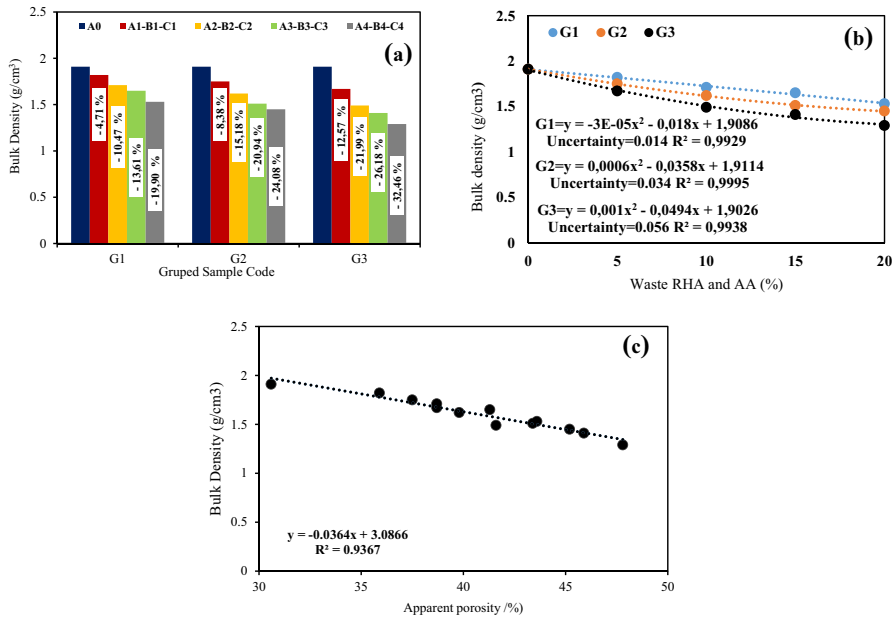 A0 A1-B1-C1 A2-B2-C2 A3-B3-C3 A4-B4-C4
(a)
Bulk Density (g/cm³)
2.5
2
1.5
1
0.5
0
- 4,71 %
- 10,47 %
- 13,61 %
- 19,90 %
- 8,38 %
- 15,18 %
- 20,94 %
- 24,08 %
- 12,57 %
- 21,99 %
- 26,18 %
- 32,46 %
G1 G2 G3
Gruped Sample Code
G1 G2 G3
(b)
Bulk density (g/cm3)
2.5
2
1.5
1
0.5
0
G1=y = -3E-05x² - 0,018x + 1,9086
Uncertainty=0.014 R² = 0,9929
G2=y = 0,0006x² - 0,0358x + 1,9114
Uncertainty=0.034 R² = 0,9995
G3=y = 0,001x² - 0,0494x + 1,9026
Uncertainty=0.056 R² = 0,9938
0 5 10 15 20
Waste RHA and AA (%)
(c)
Bulk Density (g/cm3)
2.5
2
1.5
1
0.5
0
y = -0.0364x + 3.0866
R² = 0.9367
30 35 40 45 50
Apparent porosity /%)